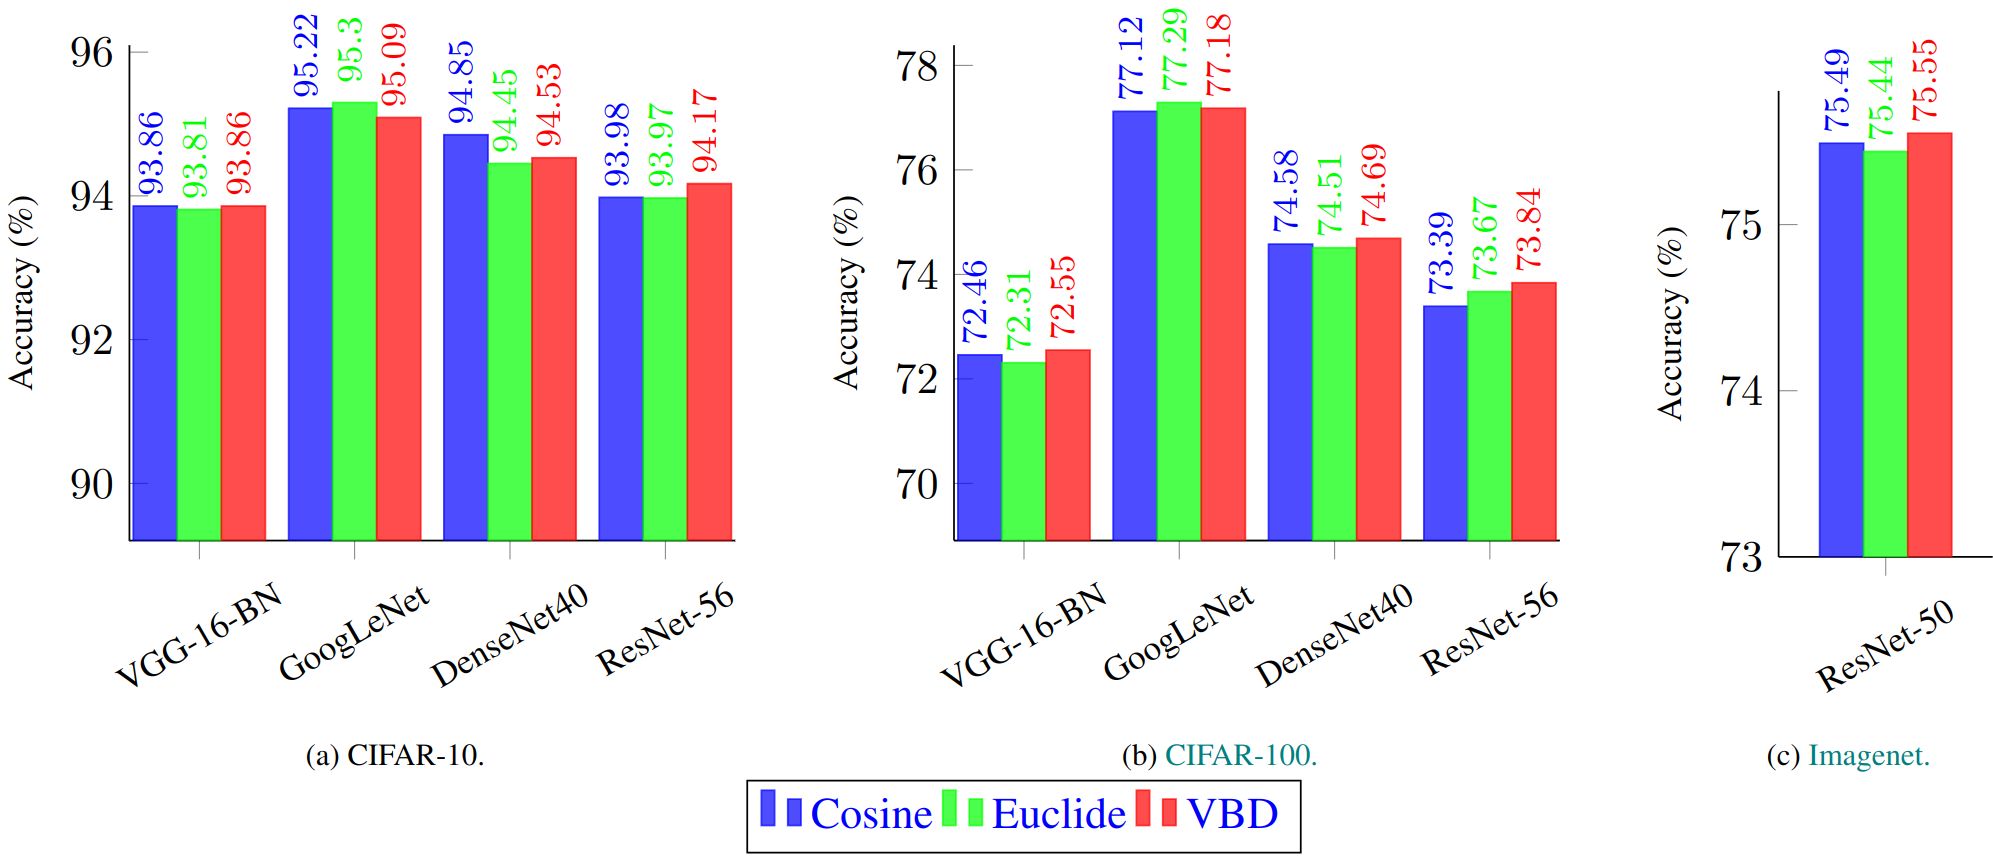 Accuracy (%)
96
94
92
90
93.86
93.81
93.86
95.22
95.3
95.09
94.85
94.45
94.53
93.98
93.97
94.17
VGG-16-BN
GoogLeNet
DenseNet40
ResNet-56
(a) CIFAR-10.
Accuracy (%)
78
76
74
72
70
72.46
72.31
72.55
77.12
77.29
77.18
74.58
74.51
74.69
73.39
73.67
73.84
VGG-16-BN
GoogLeNet
DenseNet40
ResNet-56
(b) CIFAR-100.
Accuracy (%)
75
74
73
75.49
75.44
75.55
ResNet-50
(c) Imagenet.
Cosine Euclide VBD